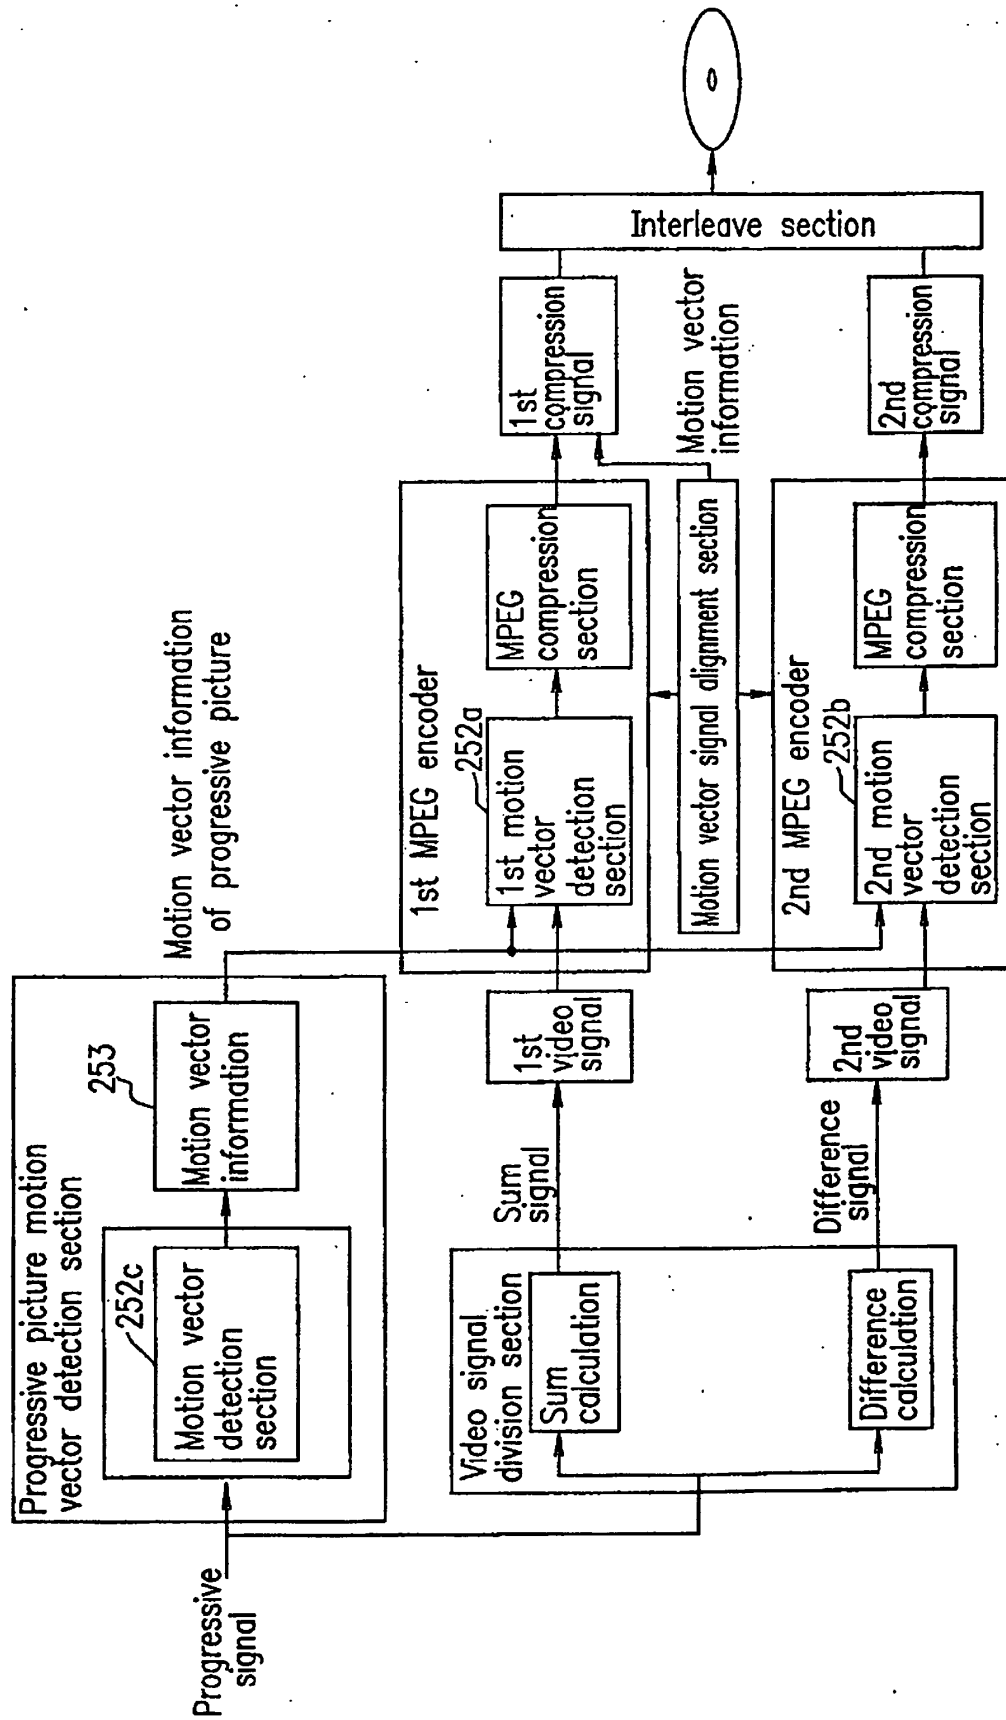 Progressive
signal
Progressive picture motion
vector detection section
252c
Motion vector
detection
section
253
Motion vector
information
Motion vector information
of progressive picture
Video signal
division section
Sum
calculation
Difference
calculation
Sum
signal
Difference
signal
1st
video
signal
2nd
video
signal
1st MPEG encoder
252a
1st motion
vector
detection
section
MPEG
compression
section
Motion vector signal alignment section
2nd MPEG encoder
252b
2nd motion
vector
detection
section
MPEG
compression
section
1st
compression
signal
Motion vector
information
2nd
compression
signal
Interleave section